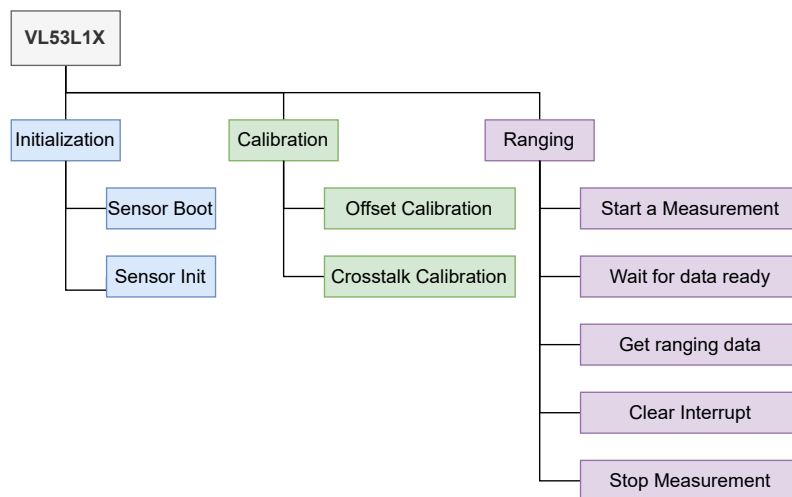 VL53L1X
Initialization
Calibration
Ranging
Sensor Boot
Offset Calibration
Start a Measurement
Sensor Init
Crosstalk Calibration
Wait for data ready
Get ranging data
Clear Interrupt
Stop Measurement